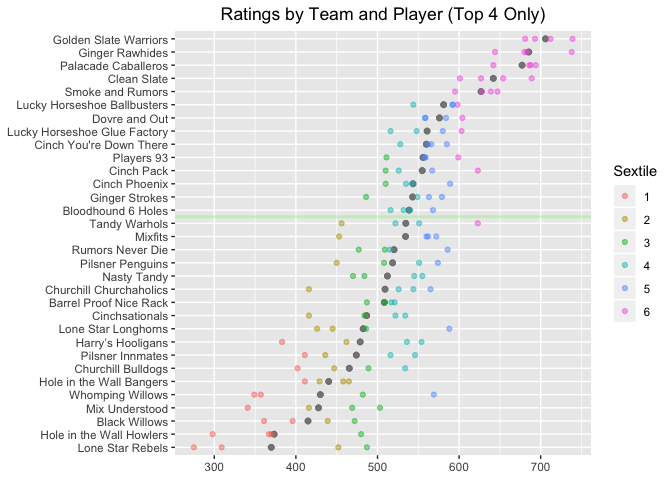 Ratings by Team and Player (Top 4 Only)
Golden Slate Warriors
Ginger Rawhides
Palacade Caballeros
Clean Slate
Smoke and Rumors
Lucky Horseshoe Ballbusters
Dovre and Out
Lucky Horseshoe Glue Factory
Cinch You're Down There
Players 93
Cinch Pack
Cinch Phoenix
Ginger Strokes
Bloodhound 6 Holes
Tandy Warhols
Mixfits
Rumors Never Die
Pilsner Penguins
Nasty Tandy
Churchill Churchaholics
Barrel Proof Nice Rack
Cinchsationals
Lone Star Longhorns
Harry's Hooligans
Pilsner Innmates
Churchill Bulldogs
Hole in the Wall Bangers
Whomping Willows
Mix Understood
Black Willows
Hole in the Wall Howlers
Lone Star Rebels
300 400 500 600 700
Sextile
1
2
3
4
5
6